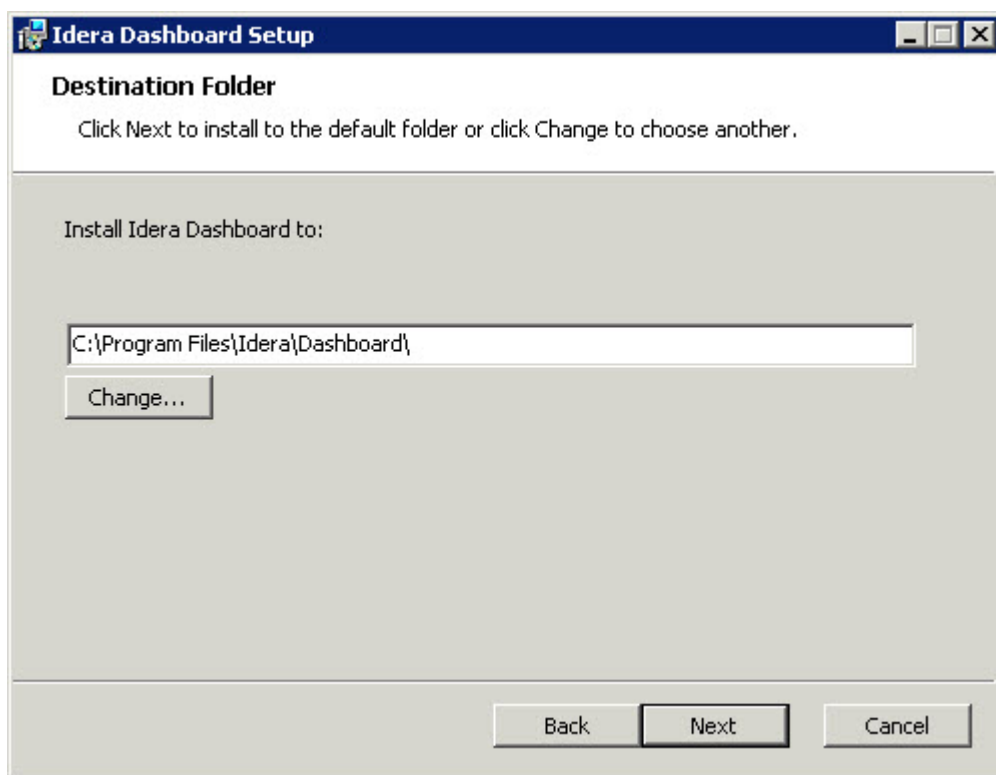 Idera Dashboard Setup
Destination Folder
Click Next to install to the default folder or click Change to choose another.
Install Idera Dashboard to:
C:\Program Files\Idera\Dashboard\
Change...
Back Next Cancel